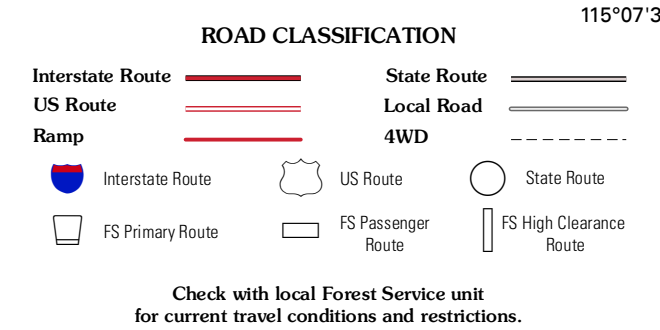 115°07'3
ROAD CLASSIFICATION
Interstate Route
State Route
US Route
Local Road
Ramp
4WD
Interstate Route
US Route
State Route
FS Primary Route
FS Passenger
Route
FS High Clearance
Route
Check with local Forest Service unit
for current travel conditions and restrictions.